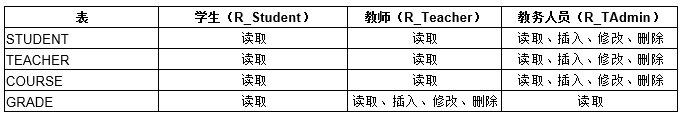 表 学生（R_Student） 教师（R_Teacher） 教务人员（R_TAdmin）
STUDENT 读取 读取 读取、插入、修改、删除
TEACHER 读取 读取 读取、插入、修改、删除
COURSE 读取 读取 读取、插入、修改、删除
GRADE 读取 读取、插入、修改、删除 读取